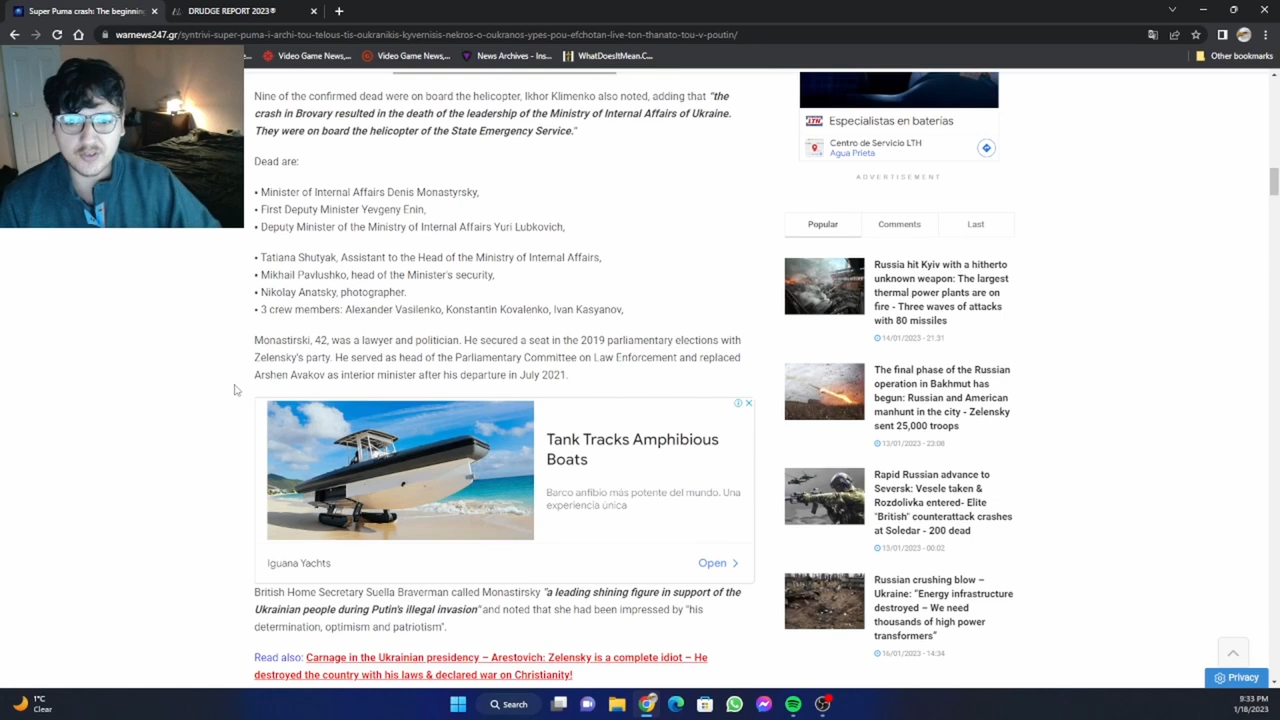 Super Puma crash: The beginning
DRUDGE REPORT 2023®
warnews247.gr/syntrivi-super-puma-i-archi-tou-telous-tis-oukranikis-kyvernisis-nekros-o-oukranos-ypes-pou-efchotan-live-ton-thanato-tou-v-poutin/
e...
Video Game News,...
Video Game News,...
News Archives - Ins...
WhatDoesItMean.C...
Other bookmarks
Nine of the confirmed dead were on board the helicopter, Ikhor Klimenko also noted, adding that "the
crash in Brovary resulted in the death of the leadership of the Ministry of Internal Affairs of Ukraine.
They were on board the helicopter of the State Emergency Service."
Dead are:
• Minister of Internal Affairs Denis Monastyrsky,
• First Deputy Minister Yevgeny Enin,
• Deputy Minister of the Ministry of Internal Affairs Yuri Lubkovich,
• Tatiana Shutyak, Assistant to the Head of the Ministry of Internal Affairs,
• Mikhail Pavlushko, head of the Minister's security,
• Nikolay Anatsky, photographer.
• 3 crew members: Alexander Vasilenko, Konstantin Kovalenko, Ivan Kasyanov,
Monastirski, 42, was a lawyer and politician. He secured a seat in the 2019 parliamentary elections with
Zelensky's party. He served as head of the Parliamentary Committee on Law Enforcement and replaced
Arshen Avakov as interior minister after his departure in July 2021.
Tank Tracks Amphibious
Boats
Barco anfibio más potente del mundo. Una
experiencia única
Iguana Yachts
Open
British Home Secretary Suella Braverman called Monastirsky "a leading shining figure in support of the
Ukrainian people during Putin's illegal invasion" and noted that she had been impressed by "his
determination, optimism and patriotism".
Read also: Carnage in the Ukrainian presidency – Arestovich: Zelensky is a complete idiot – He
destroyed the country with his laws & declared war on Christianity!
LTH
Especialistas en baterías
Centro de Servicio LTH
Agua Prieta
ADVERTISEMENT
Popular
Comments
Last
Russia hit Kyiv with a hitherto
unknown weapon: The largest
thermal power plants are on
fire - Three waves of attacks
with 80 missiles
14/01/2023 - 21:31
The final phase of the Russian
operation in Bakhmut has
begun: Russian and American
manhunt in the city - Zelensky
sent 25,000 troops
13/01/2023 - 23:08
Rapid Russian advance to
Seversk: Vesele taken &
Rozdolivka entered- Elite
"British" counterattack crashes
at Soledar - 200 dead
13/01/2023 - 00:02
Russian crushing blow –
Ukraine: "Energy infrastructure
destroyed – We need
thousands of high power
transformers"
16/01/2023 - 14:34
Privacy
1°C
Clear
Search
9:33 PM
1/18/2023